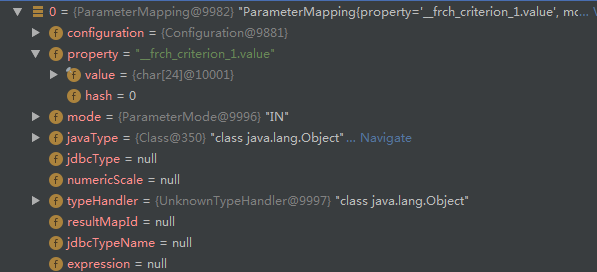 0 = {ParameterMapping@9982} "ParameterMapping{property='__frch_criterion_1.value', mc... View
configuration = {Configuration@9881}
property = "__frch_criterion_1.value"
value = {char[24]@10001}
hash = 0
mode = {ParameterMode@9996} "IN"
javaType = {Class@350} "class java.lang.Object" ... Navigate
jdbcType = null
numericScale = null
typeHandler = {UnknownTypeHandler@9997} "class java.lang.Object"
resultMapId = null
jdbcTypeName = null
expression = null